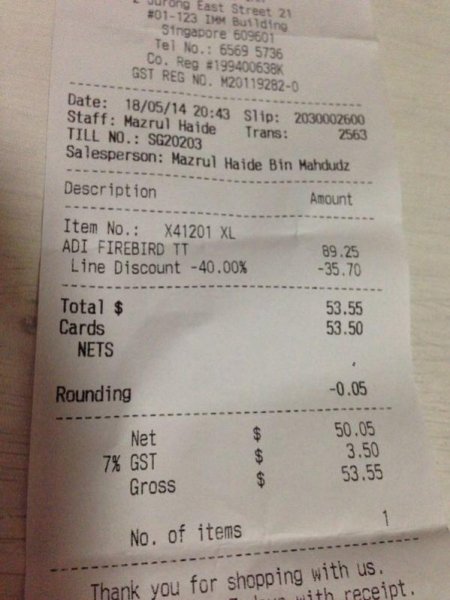 2 Jurong East Street 21
#01-123 IMM Building
Singapore 609601
Tel No.: 6569 5736
Co. Reg #199400638K
GST REG NO. M20119282-0
Date: 18/05/14 20:43 Slip: 2030002600
Staff: Mazrul Haide Trans: 2563
TILL NO.: SG20203
Salesperson: Mazrul Haide Bin Mahdudz
Description Amount
Item No.: X41201 XL
ADI FIREBIRD TT 89.25
Line Discount -40.00% -35.70
Total $ 53.55
Cards 53.50
NETS
Rounding -0.05
Net $ 50.05
7% GST $ 3.50
Gross $ 53.55
No. of items 1
Thank you for shopping with us.
days with receipt.